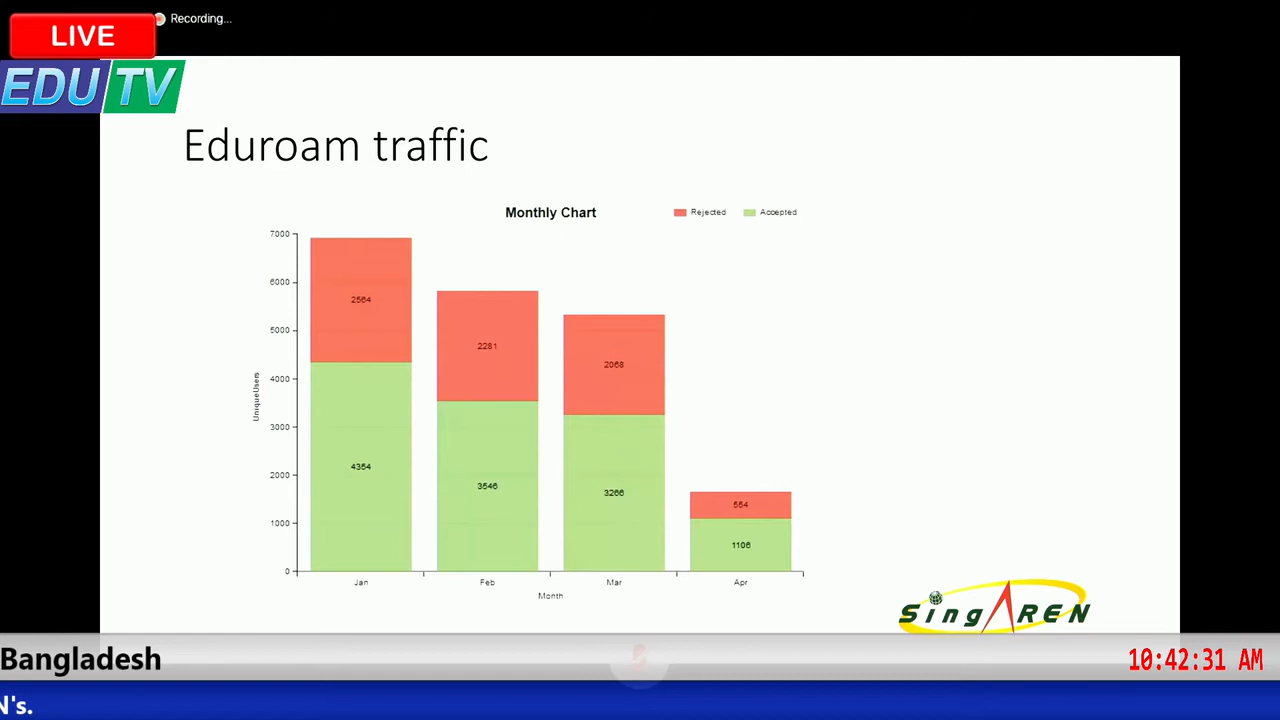 Recording...
LIVE
EDU TV
Eduroam traffic
Monthly Chart
Rejected
Accepted
7000
6000
5000
4000
3000
2000
1000
0
UniqueUsers
2564
4354
2281
3546
2068
3266
554
1106
Jan
Feb
Mar
Apr
Month
SingAREN
Bangladesh
10:42:31 AM
N's.